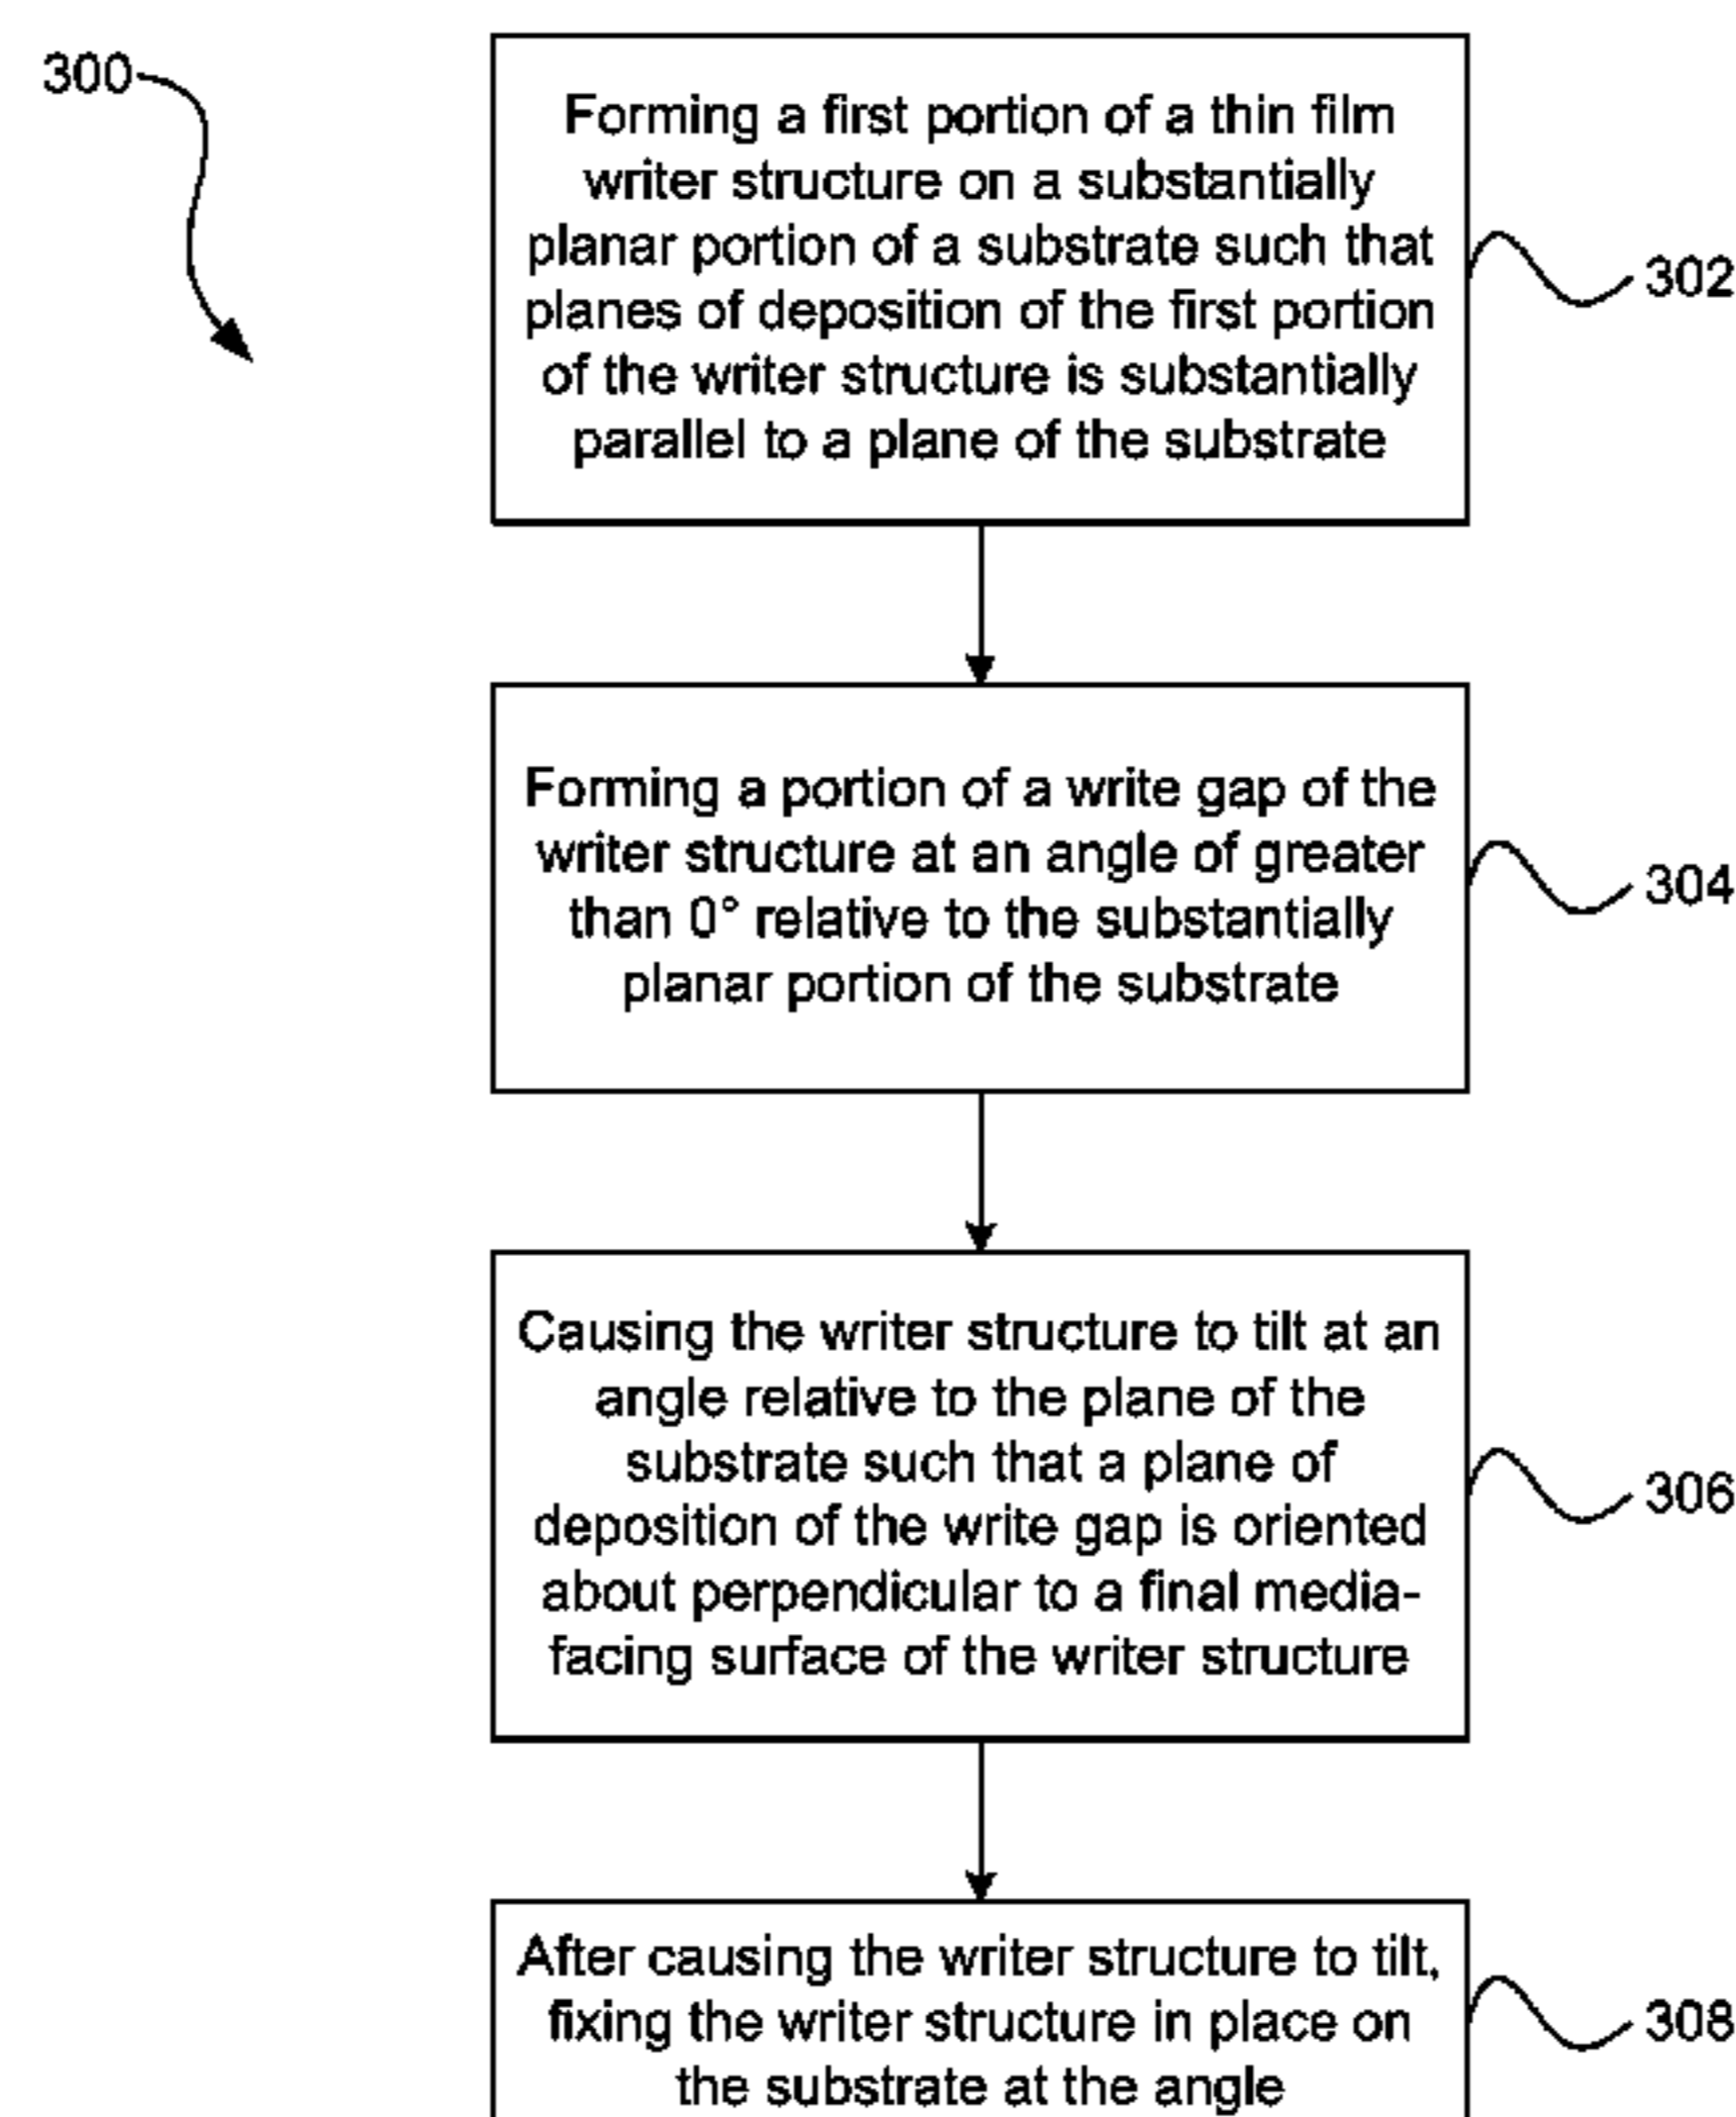 300
Forming a first portion of a thin film
writer structure on a substantially
planar portion of a substrate such that
planes of deposition of the first portion
of the writer structure is substantially
parallel to a plane of the substrate
302
Forming a portion of a write gap of the
writer structure at an angle of greater
than 0° relative to the substantially
planar portion of the substrate
304
Causing the writer structure to tilt at an
angle relative to the plane of the
substrate such that a plane of
deposition of the write gap is oriented
about perpendicular to a final media-
facing surface of the writer structure
306
After causing the writer structure to tilt,
fixing the writer structure in place on
the substrate at the angle
308